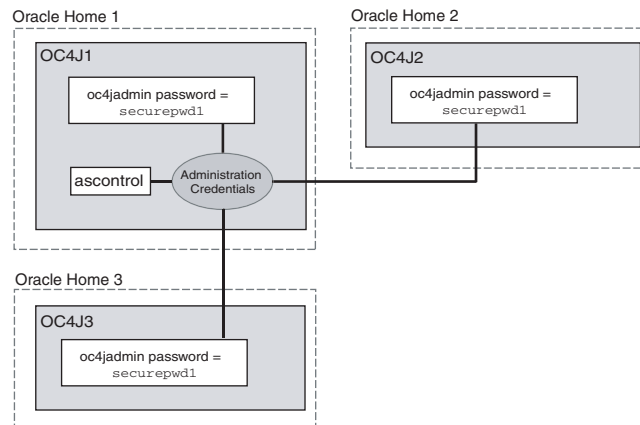 Oracle Home 1
OC4J1
oc4jadmin password =
securepwd1
ascontrol
Administration
Credentials
Oracle Home 2
OC4J2
oc4jadmin password =
securepwd1
Oracle Home 3
OC4J3
oc4jadmin password =
securepwd1